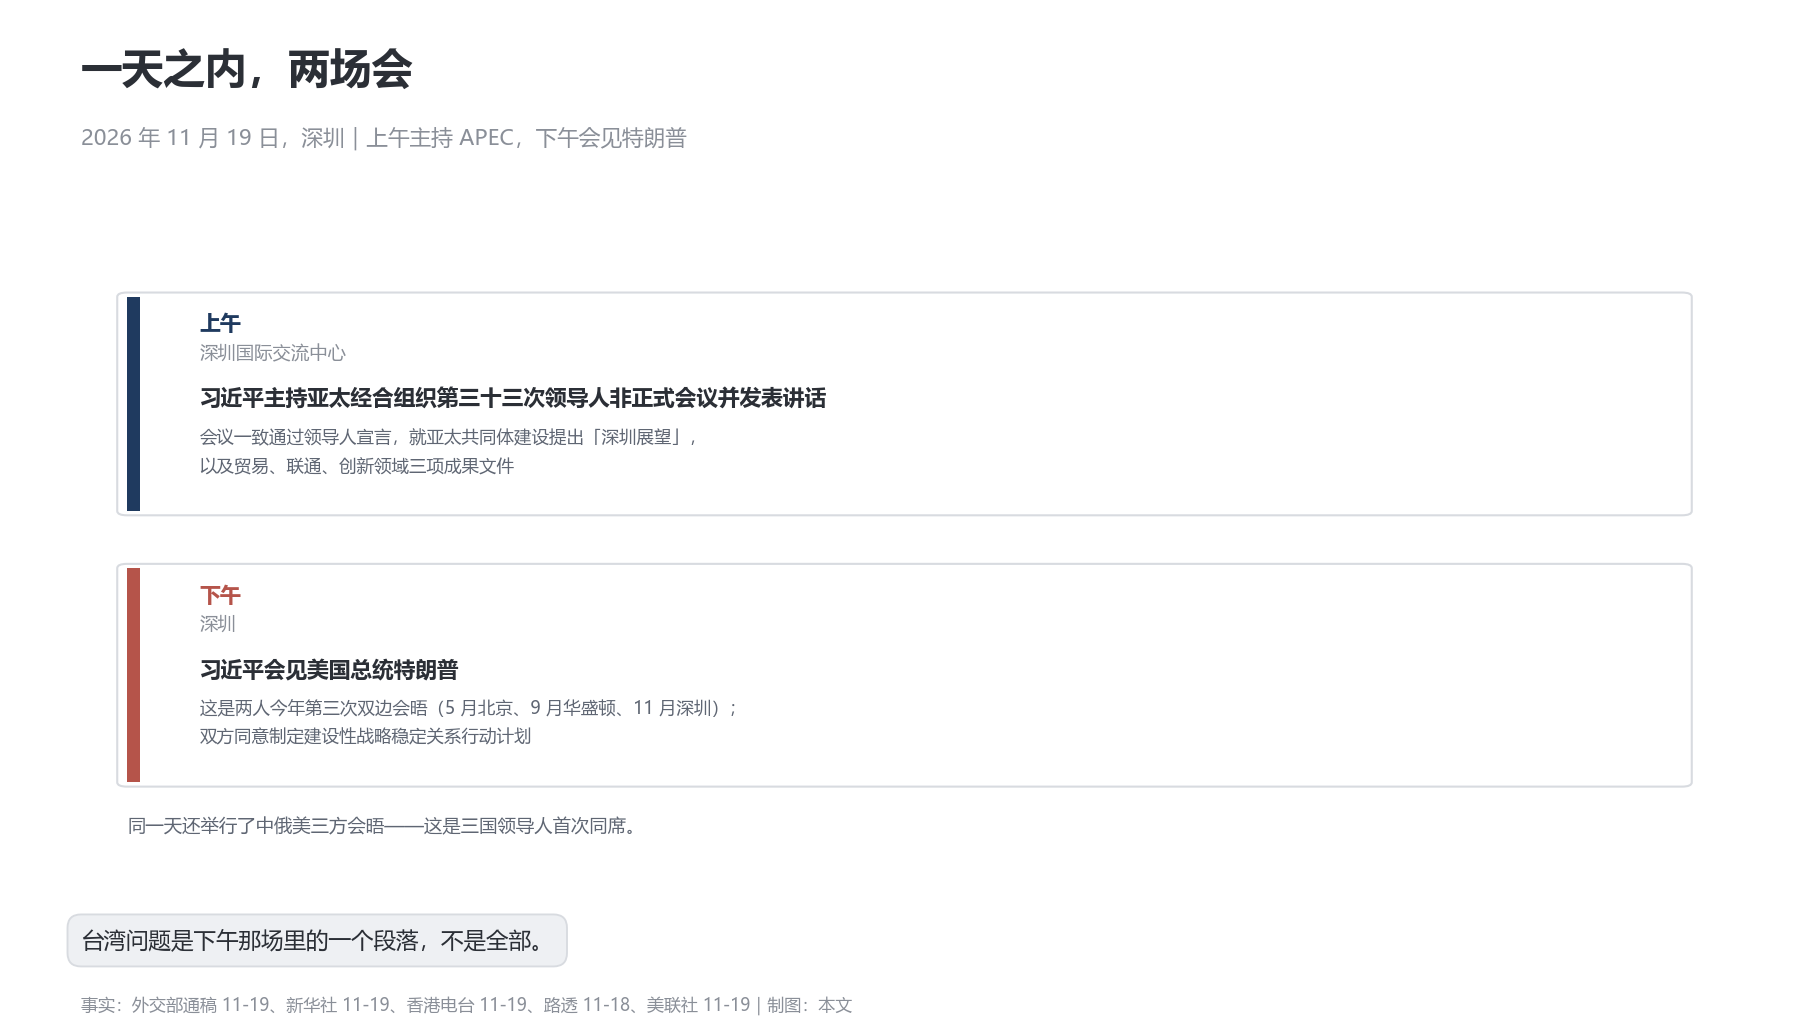 一天之内，两场会
2026 年 11 月 19 日，深圳 | 上午主持 APEC，下午会见特朗普
上午
深圳国际交流中心
习近平主持亚太经合组织第三十三次领导人非正式会议并发表讲话
会议一致通过领导人宣言，就亚太共同体建设提出「深圳展望」，
以及贸易、联通、创新领域三项成果文件
下午
深圳
习近平会见美国总统特朗普
这是两人今年第三次双边会晤（5 月北京、9 月华盛顿、11 月深圳）；
双方同意制定建设性战略稳定关系行动计划
同一天还举行了中俄美三方会晤——这是三国领导人首次同席。
台湾问题是下午那场里的一个段落，不是全部。
事实：外交部通稿 11-19、新华社 11-19、香港电台 11-19、路透 11-18、美联社 11-19 | 制图：本文